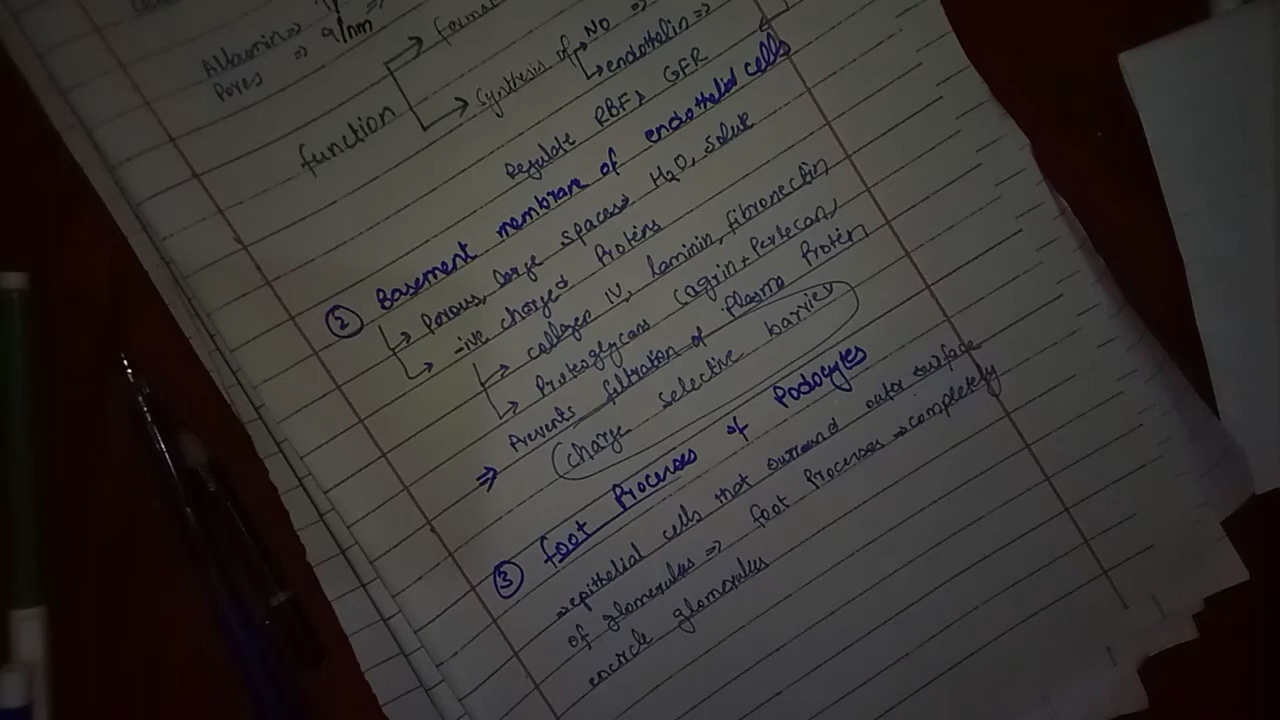 Albumin ⇒
Pores ⇒ nm
function
→ Synthesis of → NO ⇒
↳ endothelin ⇒
Regulate RBF, GFR
② Basement membrane of endothelial cells
↳ Porous, large spaces → H2O, solute
↳ -ive charged Proteins
→ collagen IV, laminin, fibronectin
↳ Proteoglycans (agrin + Perlecan)
⇒ Prevents filtration of Plasma Protein
(charge selective barrier
③ foot Processes of Podocytes
→ epithelial cells that surround outer surface
of glomerulus ⇒ foot Processes → completely
encircle glomerulus